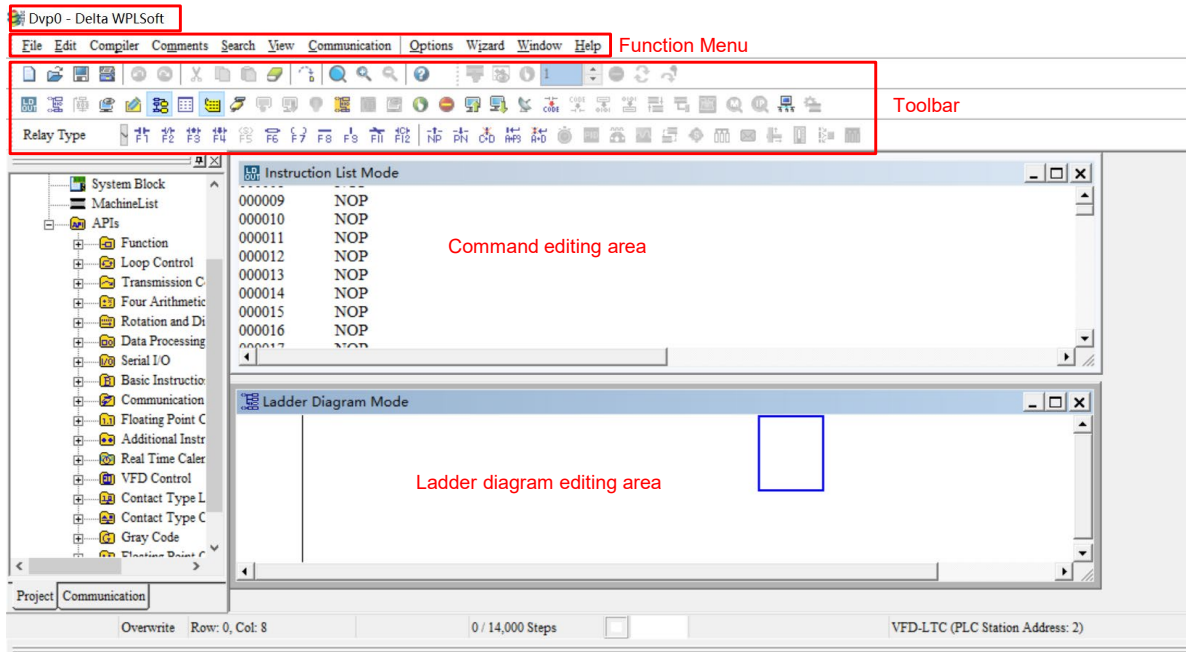 Dvp0 - Delta WPLSoft
File Edit Compiler Comments Search View Communication Options Wizard Window Help
Function Menu
1
Toolbar
Relay Type F1 F2 F3 F4 F5 F6 F7 F8 F9 F11 F12 NP PN
System Block
MachineList
APIs
Function
Loop Control
Transmission C
Four Arithmetic
Rotation and Di
Data Processing
Serial I/O
Basic Instructio
Communication
Floating Point C
Additional Instr
Real Time Caler
VFD Control
Contact Type L
Contact Type C
Gray Code
Floating Point C
Project Communication
Instruction List Mode
000009 NOP
000010 NOP
000011 NOP
000012 NOP
000013 NOP
000014 NOP
000015 NOP
000016 NOP
000017 NOP
Command editing area
Ladder Diagram Mode
Ladder diagram editing area
Overwrite Row: 0, Col: 8 0 / 14,000 Steps VFD-LTC (PLC Station Address: 2)